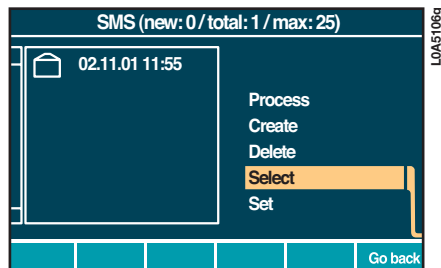 SMS (new: 0 / total: 1 / max: 25)
02.11.01 11:55
Process
Create
Delete
Select
Set
Go back
L0A5106g